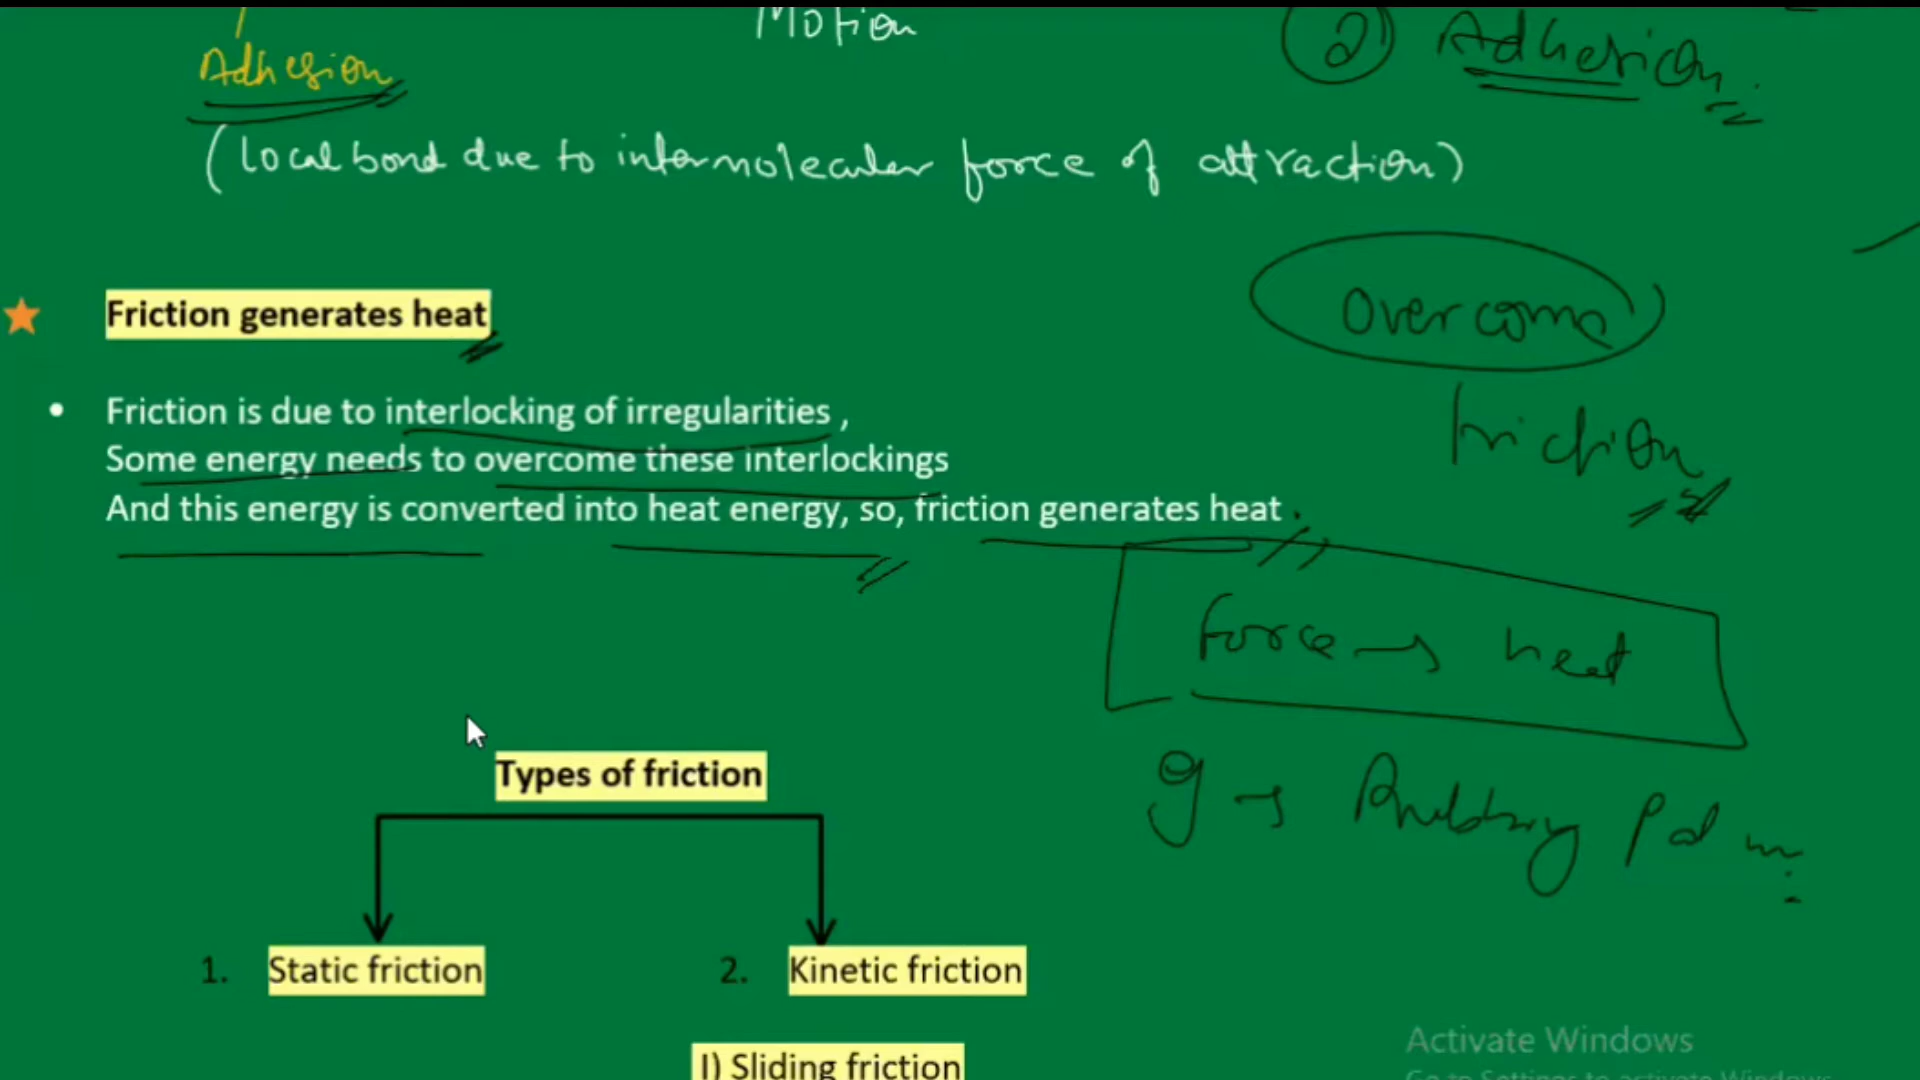 Motion
② Adhesion
Adhesion
(local bond due to intermolecular force of attraction)
Overcome
Friction generates heat
friction
• Friction is due to interlocking of irregularities ,
Some energy needs to overcome these interlockings
And this energy is converted into heat energy, so, friction generates heat .
Force → heat
Types of friction
g → Rubbing Palm
1. Static friction
2. Kinetic friction
Activate Windows
I) Sliding friction